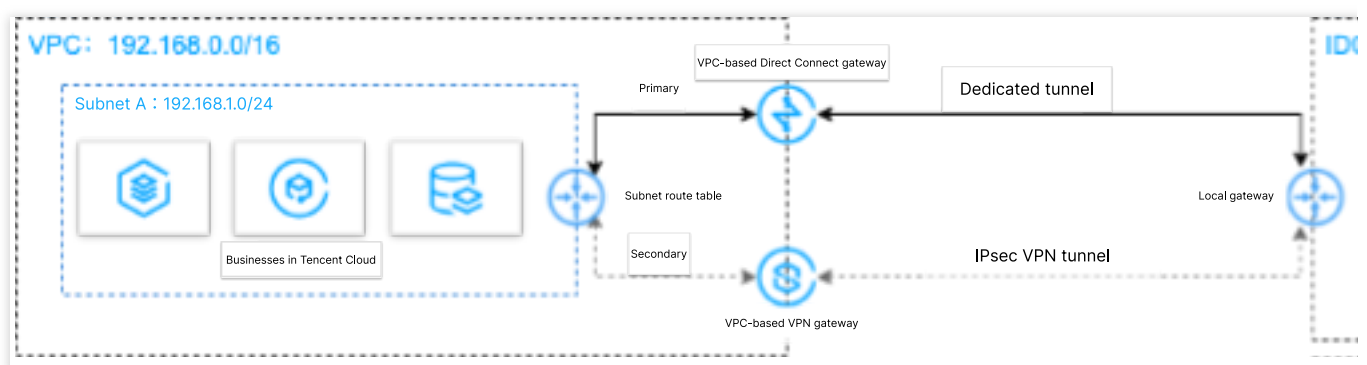 VPC: 192.168.0.0/16
VPC-based Direct Connect gateway
Primary
Dedicated tunnel
Subnet A：192.168.1.0/24
Subnet route table
Local gateway
Businesses in Tencent Cloud
Secondary
IPsec VPN tunnel
VPC-based VPN gateway